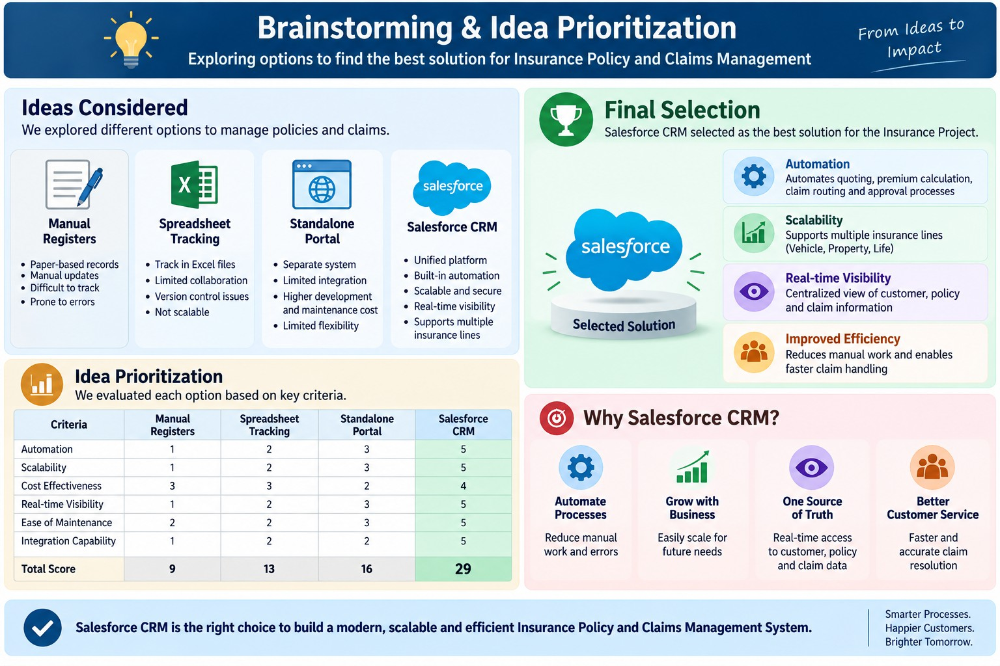 Brainstorming & Idea Prioritization
Exploring options to find the best solution for Insurance Policy and Claims Management
From Ideas to
Impact
Ideas Considered
We explored different options to manage policies and claims.
Manual
Registers
• Paper-based records
• Manual updates
• Difficult to track
• Prone to errors
X
Spreadsheet
Tracking
• Track in Excel files
• Limited collaboration
• Version control issues
• Not scalable
Standalone
Portal
• Separate system
• Limited integration
• Higher development
and maintenance cost
• Limited flexibility
salesforce
Salesforce CRM
• Unified platform
• Built-in automation
• Scalable and secure
• Real-time visibility
• Supports multiple
insurance lines
Idea Prioritization
We evaluated each option based on key criteria.
Criteria Manual Registers Spreadsheet Tracking Standalone Portal Salesforce CRM
Automation 1 2 3 5
Scalability 1 2 3 5
Cost Effectiveness 3 3 2 4
Real-time Visibility 1 2 3 5
Ease of Maintenance 2 2 3 5
Integration Capability 1 2 2 5
Total Score 9 13 16 29
Final Selection
Salesforce CRM selected as the best solution for the Insurance Project.
salesforce
Selected Solution
Automation
Automates quoting, premium calculation,
claim routing and approval processes
Scalability
Supports multiple insurance lines
(Vehicle, Property, Life)
Real-time Visibility
Centralized view of customer, policy
and claim information
Improved Efficiency
Reduces manual work and enables
faster claim handling
Why Salesforce CRM?
Automate
Processes
Reduce manual
work and errors
Grow with
Business
Easily scale for
future needs
One Source
of Truth
Real-time access
to customer, policy
and claim data
Better
Customer Service
Faster and
accurate claim
resolution
Salesforce CRM is the right choice to build a modern, scalable and efficient Insurance Policy and Claims Management System.
Smarter Processes.
Happier Customers.
Brighter Tomorrow.